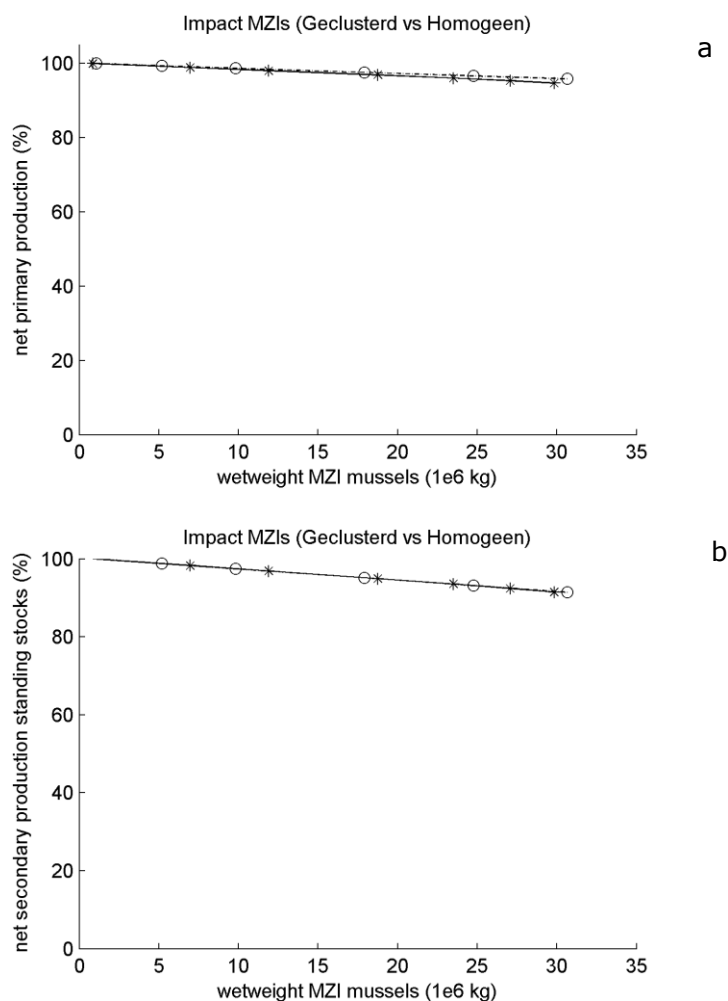 Impact MZIs (Geclusterd vs Homogeen)
a
100
80
60
40
20
0
net primary production (%)
0 5 10 15 20 25 30 35
wetweight MZI mussels (1e6 kg)
Impact MZIs (Geclusterd vs Homogeen)
b
100
80
60
40
20
0
net secondary production standing stocks (%)
0 5 10 15 20 25 30 35
wetweight MZI mussels (1e6 kg)